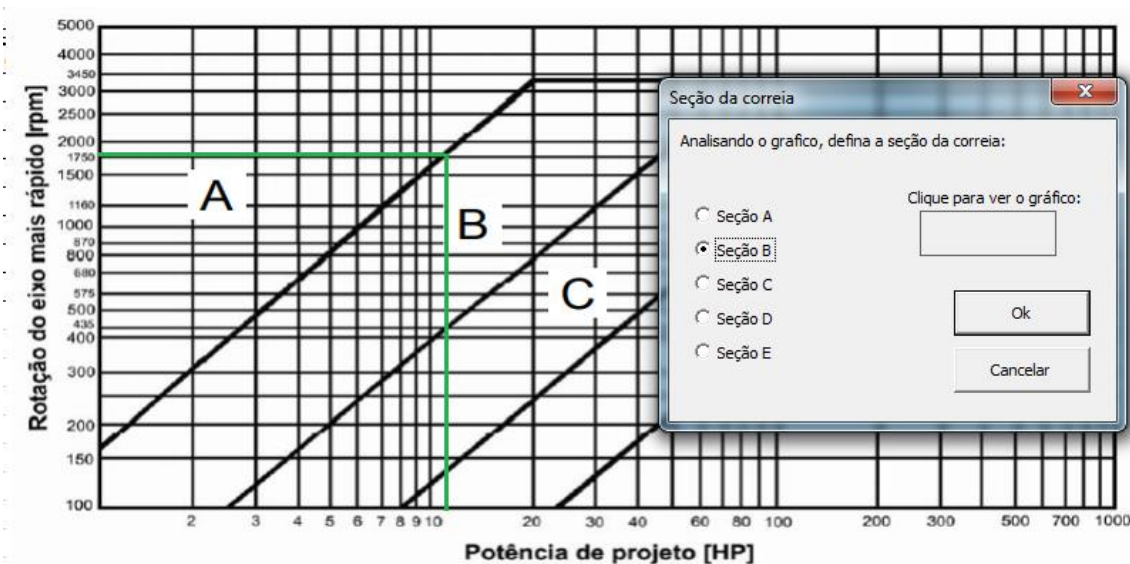 5000
4000
3450
3000
2500
2000
1750
1500
1160
1000
870
800
680
575
500
435
400
300
200
150
100
Rotação do eixo mais rápido [rpm]
A
B
C
2 3 4 5 6 7 8 9 10 20 30 40 60 80 100 200 300 500 700 1000
Potência de projeto [HP]
Seção da correia
Analisando o grafico, defina a seção da correia:
Seção A
Seção B
Seção C
Seção D
Seção E
Clique para ver o gráfico:
Ok
Cancelar